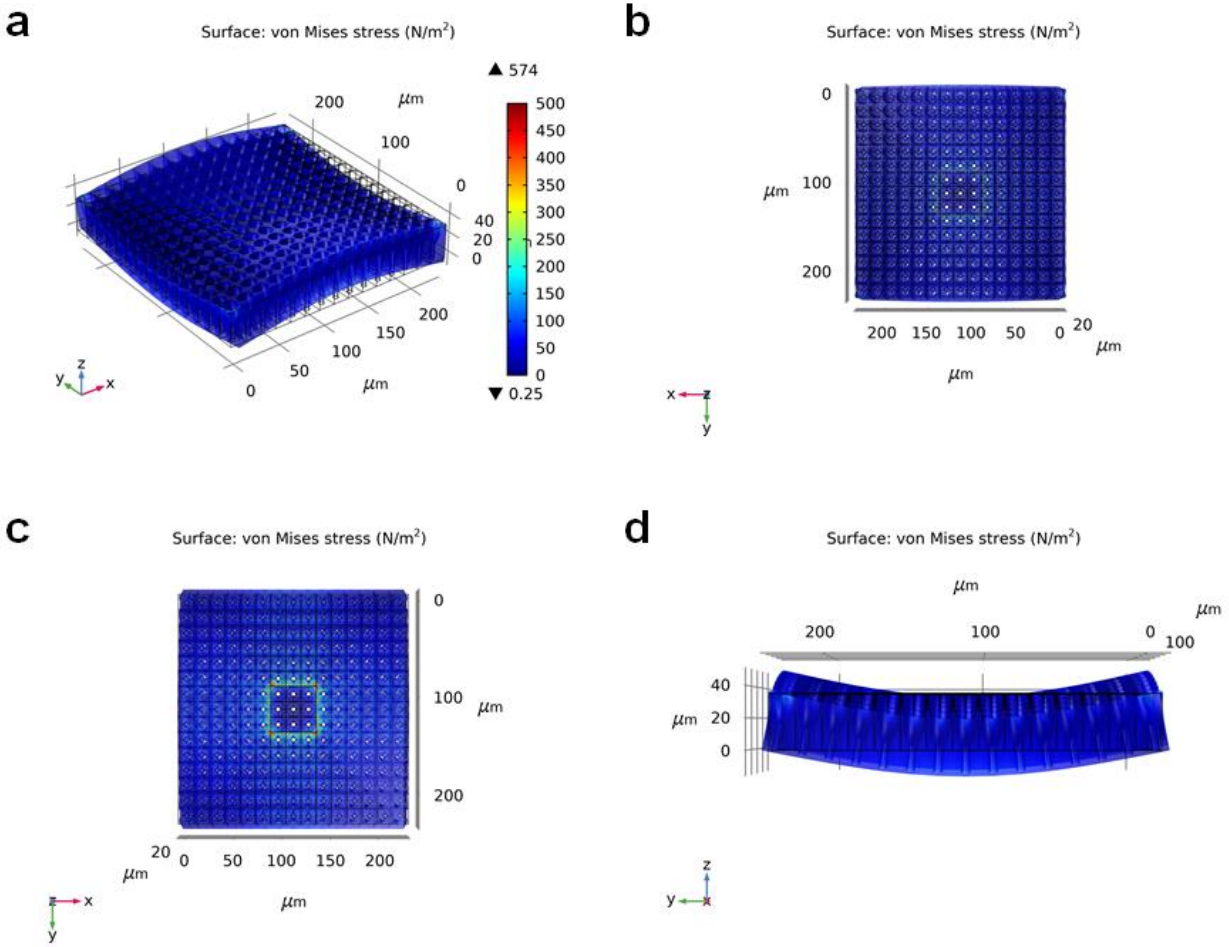 a
Surface: von Mises stress (N/m²)
▲ 574
μm
200
100
0
40
20
0
500
450
400
350
300
250
200
150
100
50
0
▼ 0.25
0
50
100
150
200
μm
z
y
x
b
Surface: von Mises stress (N/m²)
0
100
200
μm
200 150 100 50 0 20
μm
μm
x z
y
c
Surface: von Mises stress (N/m²)
0
100
200
μm
20 0 50 100 150 200
μm
μm
z x
y
d
Surface: von Mises stress (N/m²)
μm
μm
200 100 0 100
40
20
0
μm
z
y x